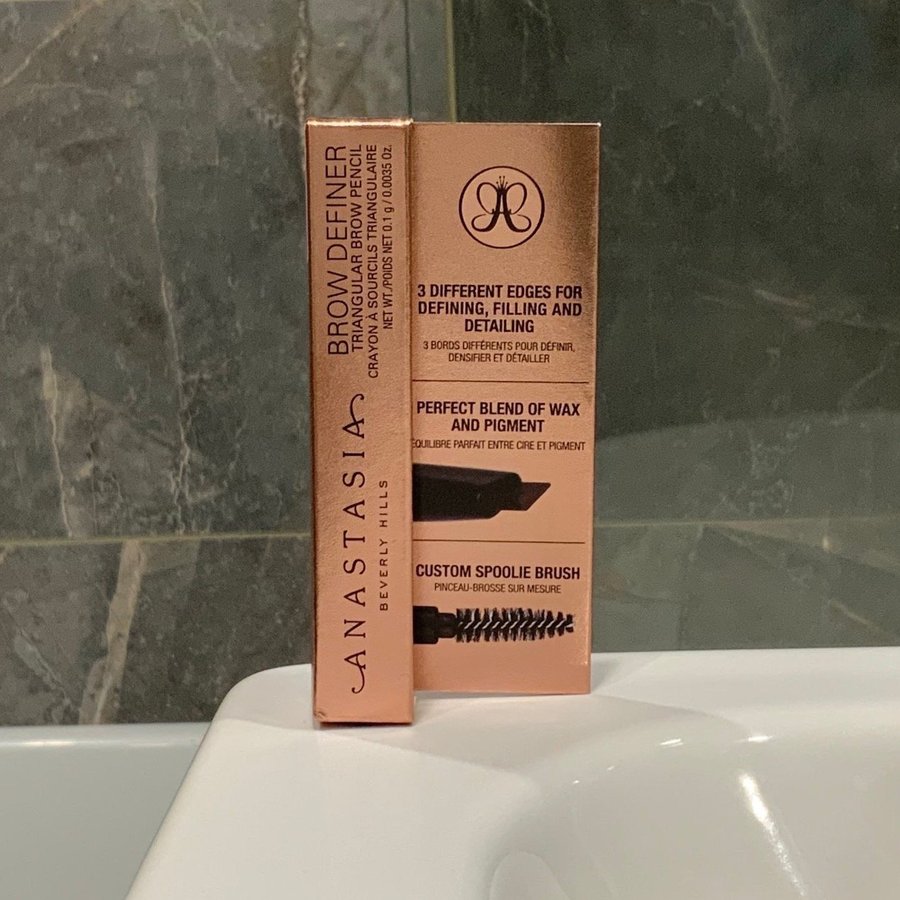 BROW DEFINER
TRIANGULAR BROW PENCIL
CRAYON À SOURCILS TRIANGULAIRE
NET WT./POIDS NET 0.1 g / 0.0035 Oz.
ANASTASIA
BEVERLY HILLS
A
3 DIFFERENT EDGES FOR
DEFINING, FILLING AND
DETAILING
3 BORDS DIFFÉRENTS POUR DÉFINIR,
DENSIFIER ET DÉTAILLER
PERFECT BLEND OF WAX
AND PIGMENT
ÉQUILIBRE PARFAIT ENTRE CIRE ET PIGMENT
CUSTOM SPOOLIE BRUSH
PINCEAU-BROSSE SUR MESURE